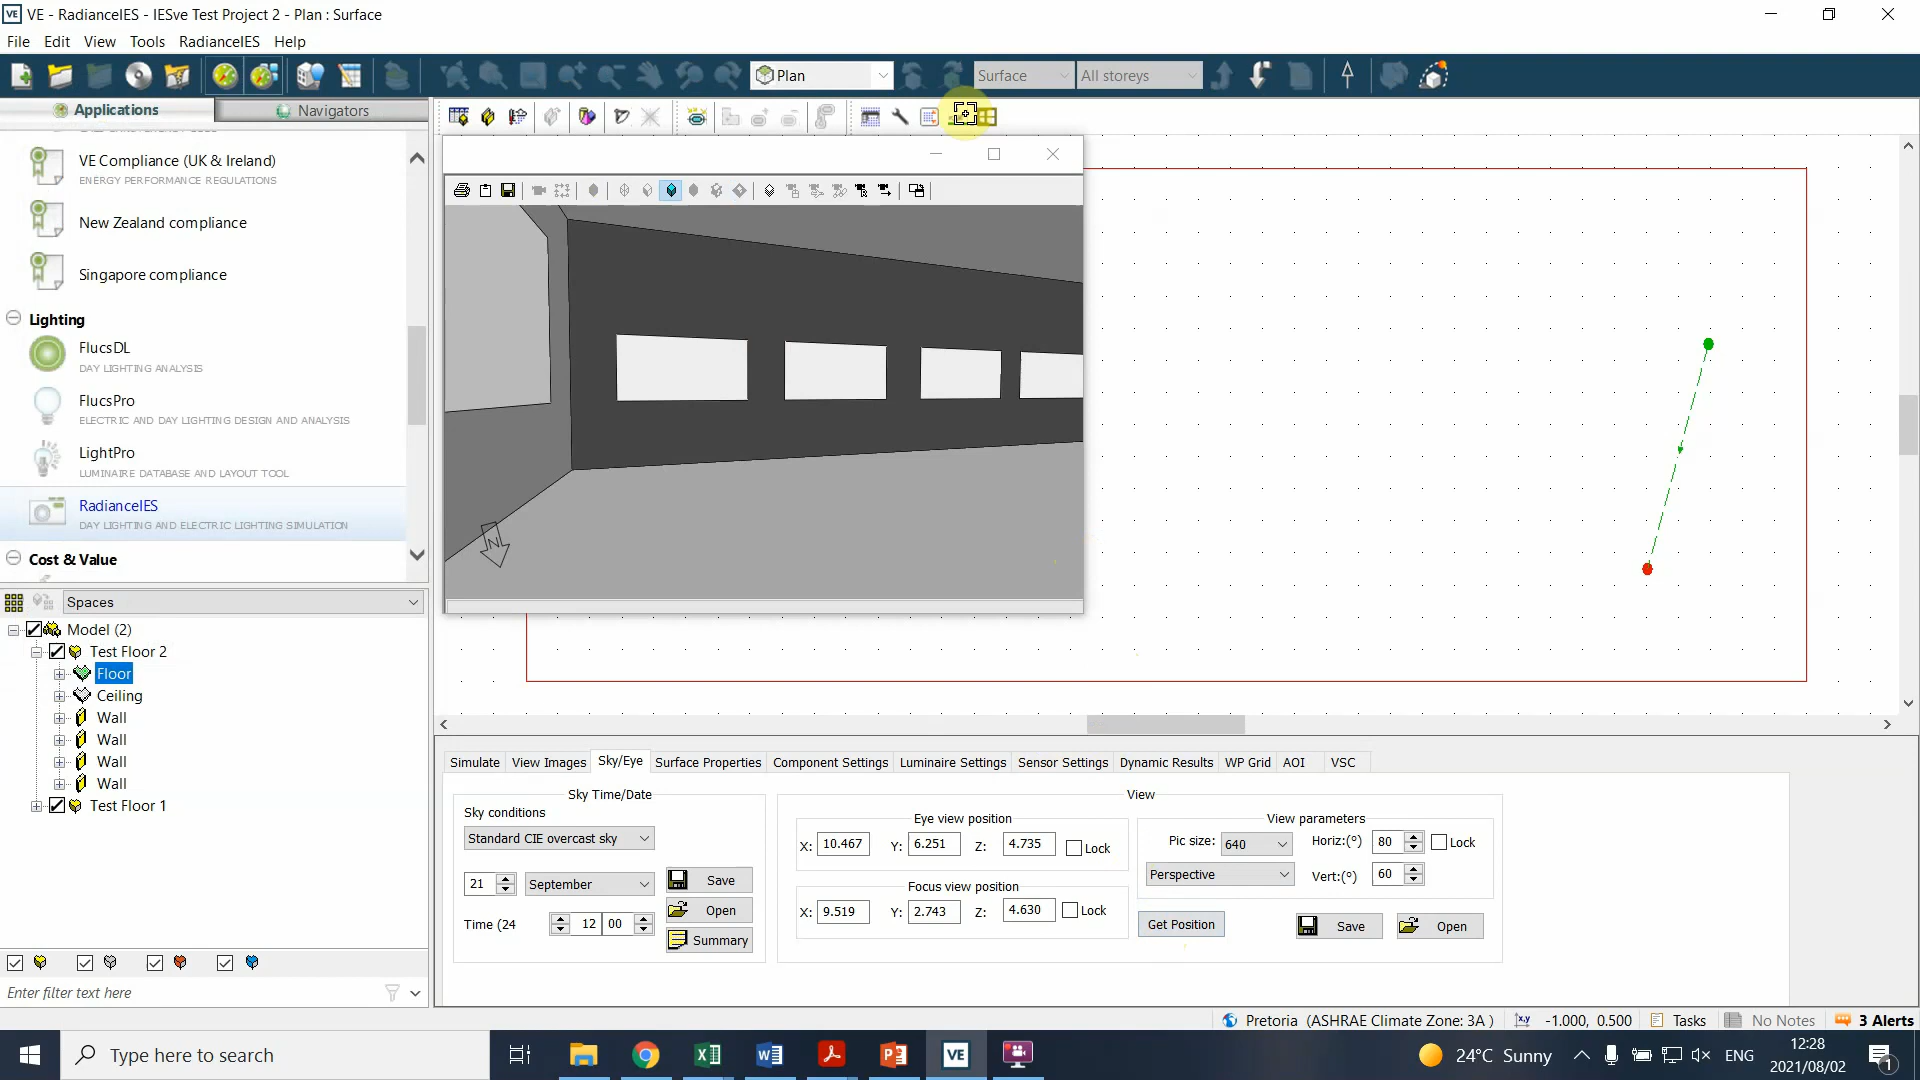 VE - RadianceIES - IESve Test Project 2 - Plan : Surface
File Edit View Tools RadianceIES Help
Plan Surface All storeys
Applications Navigators
VE Compliance (UK & Ireland)
ENERGY PERFORMANCE REGULATIONS
New Zealand compliance
Singapore compliance
Lighting
FlucsDL
DAY LIGHTING ANALYSIS
FlucsPro
ELECTRIC AND DAY LIGHTING DESIGN AND ANALYSIS
LightPro
LUMINAIRE DATABASE AND LAYOUT TOOL
RadianceIES
DAY LIGHTING AND ELECTRIC LIGHTING SIMULATION
Cost & Value
N
Spaces
Model (2)
Test Floor 2
Floor
Ceiling
Wall
Wall
Wall
Wall
Test Floor 1
Enter filter text here
Simulate View Images Sky/Eye Surface Properties Component Settings Luminaire Settings Sensor Settings Dynamic Results WP Grid AOI VSC
Sky Time/Date
Sky conditions
Standard CIE overcast sky
21 September
Time (24 12 00
Save
Open
Summary
View
Eye view position
X: 10.467 Y: 6.251 Z: 4.735 Lock
Focus view position
X: 9.519 Y: 2.743 Z: 4.630 Lock
View parameters
Pic size: 640 Horiz:(°) 80 Lock
Perspective Vert:(°) 60
Get Position Save Open
Pretoria (ASHRAE Climate Zone: 3A ) x,y -1.000, 0.500 Tasks No Notes 3 Alerts
Type here to search
VE
24°C Sunny
ENG
12:28
2021/08/02
1